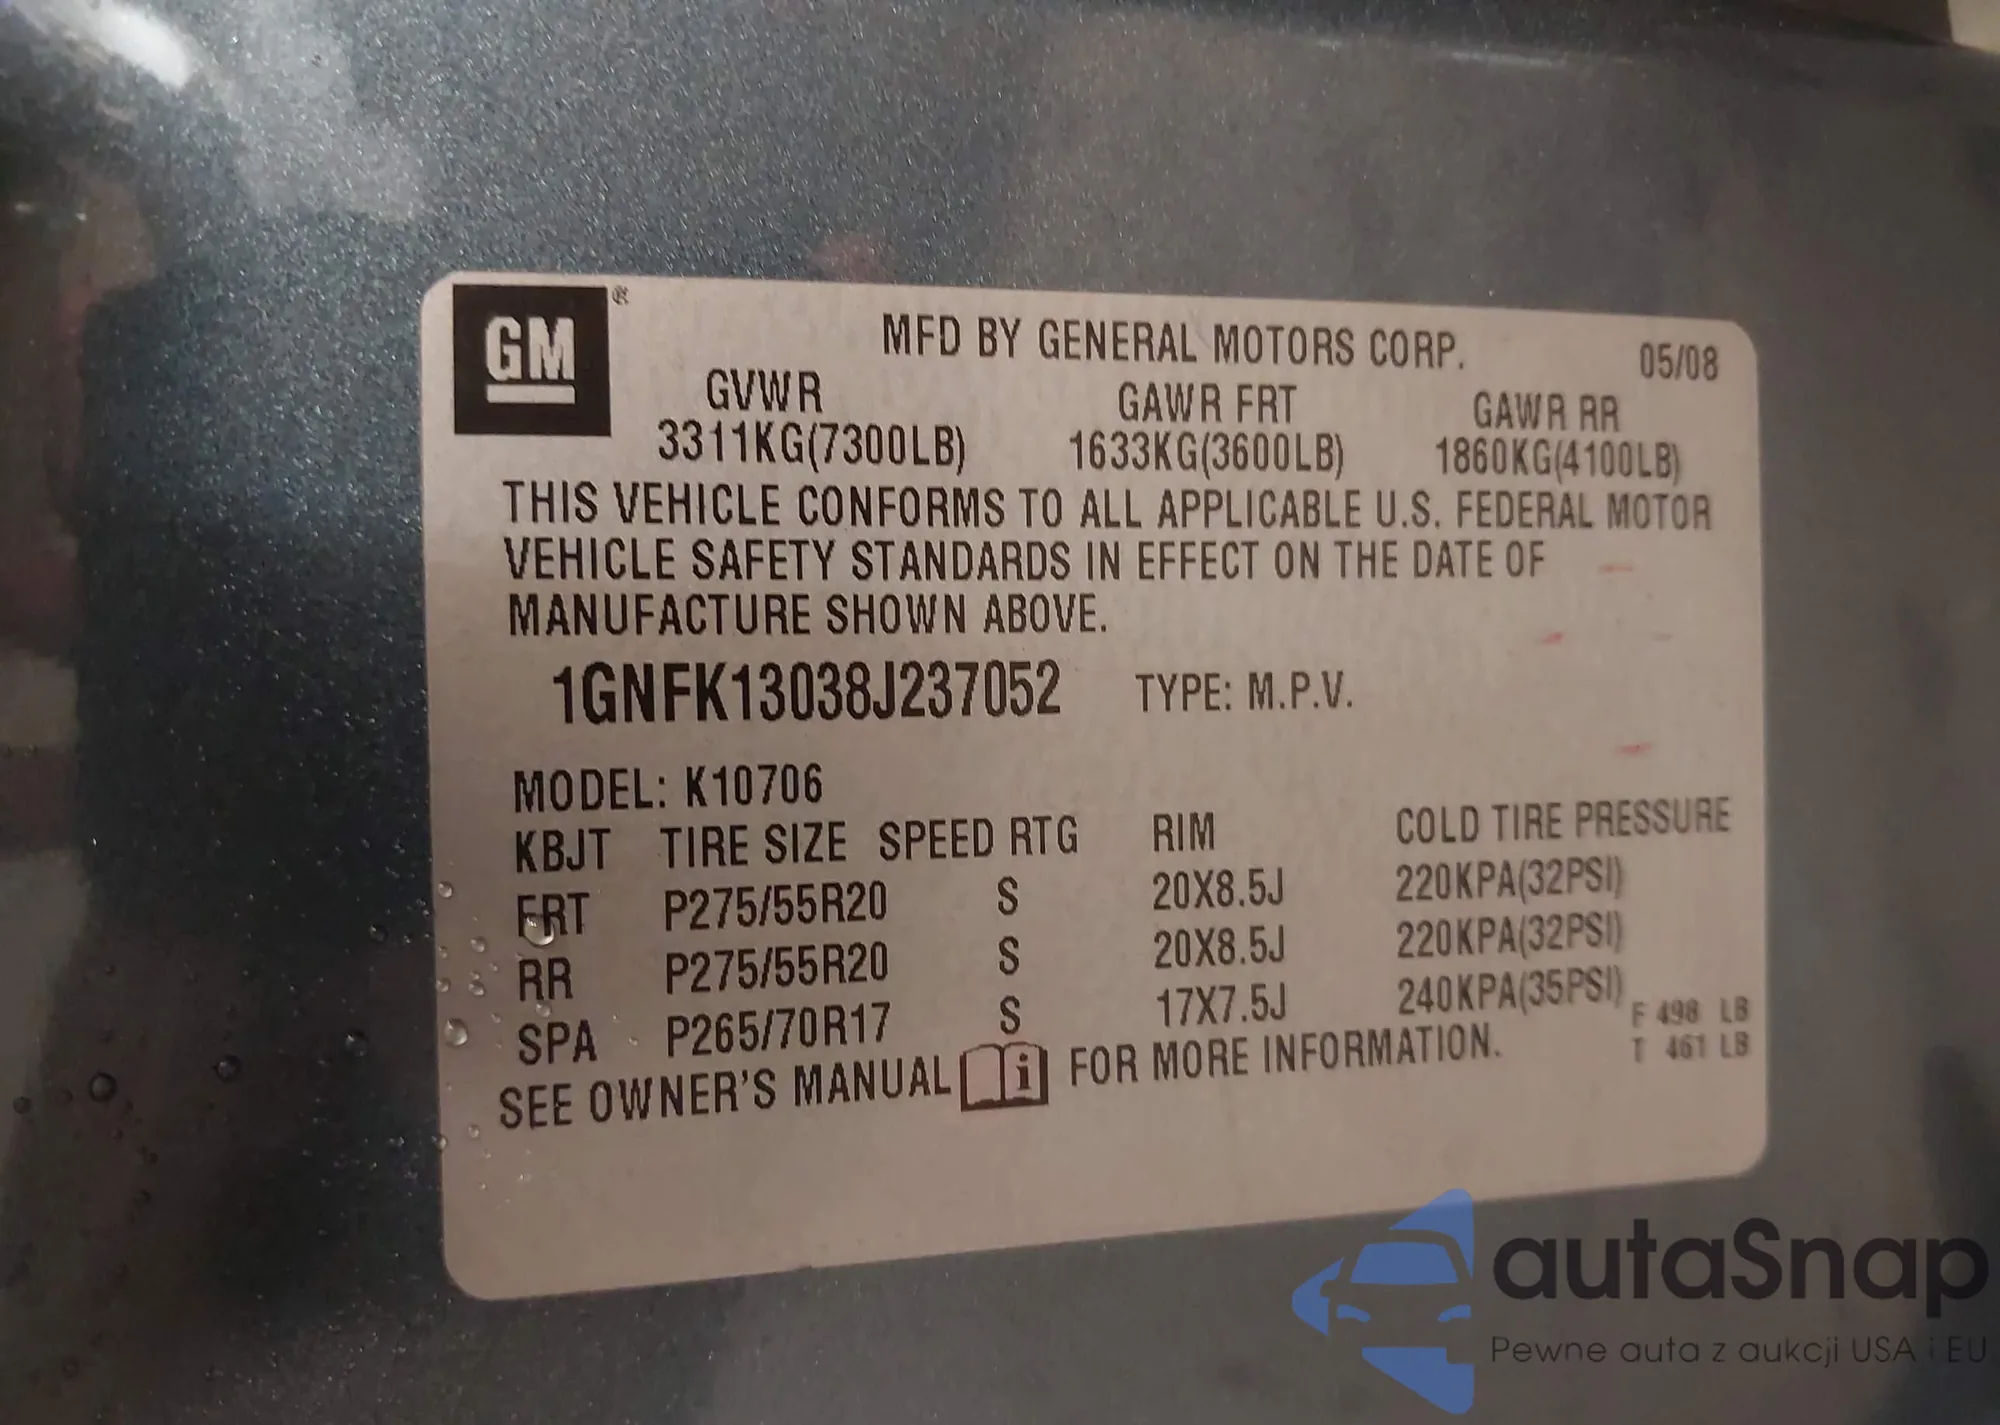 GM ®
MFD BY GENERAL MOTORS CORP. 05/08
GVWR GAWR FRT GAWR RR
3311KG(7300LB) 1633KG(3600LB) 1860KG(4100LB)
THIS VEHICLE CONFORMS TO ALL APPLICABLE U.S. FEDERAL MOTOR
VEHICLE SAFETY STANDARDS IN EFFECT ON THE DATE OF
MANUFACTURE SHOWN ABOVE.
1GNFK13038J237052 TYPE: M.P.V.
MODEL: K10706
KBJT TIRE SIZE SPEED RTG RIM COLD TIRE PRESSURE
FRT P275/55R20 S 20X8.5J 220KPA(32PSI)
RR P275/55R20 S 20X8.5J 220KPA(32PSI)
SPA P265/70R17 S 17X7.5J 240KPA(35PSI)
F 498 LB
T 461 LB
SEE OWNER'S MANUAL i FOR MORE INFORMATION.
autaSnap
Pewne auta z aukcji USA i EU